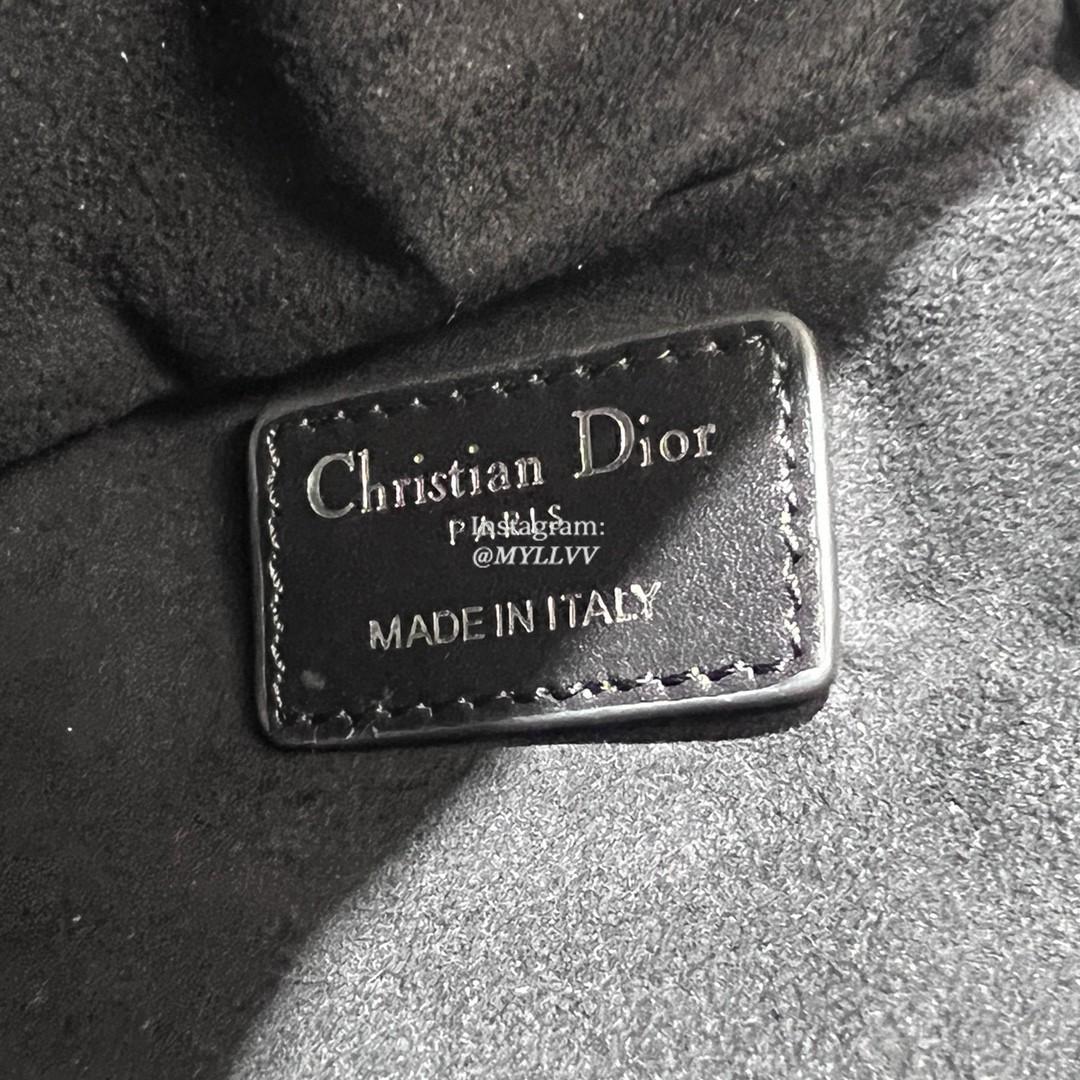 Christian Dior
PARIS
Instagram:
@MYLLVV
MADE IN ITALY